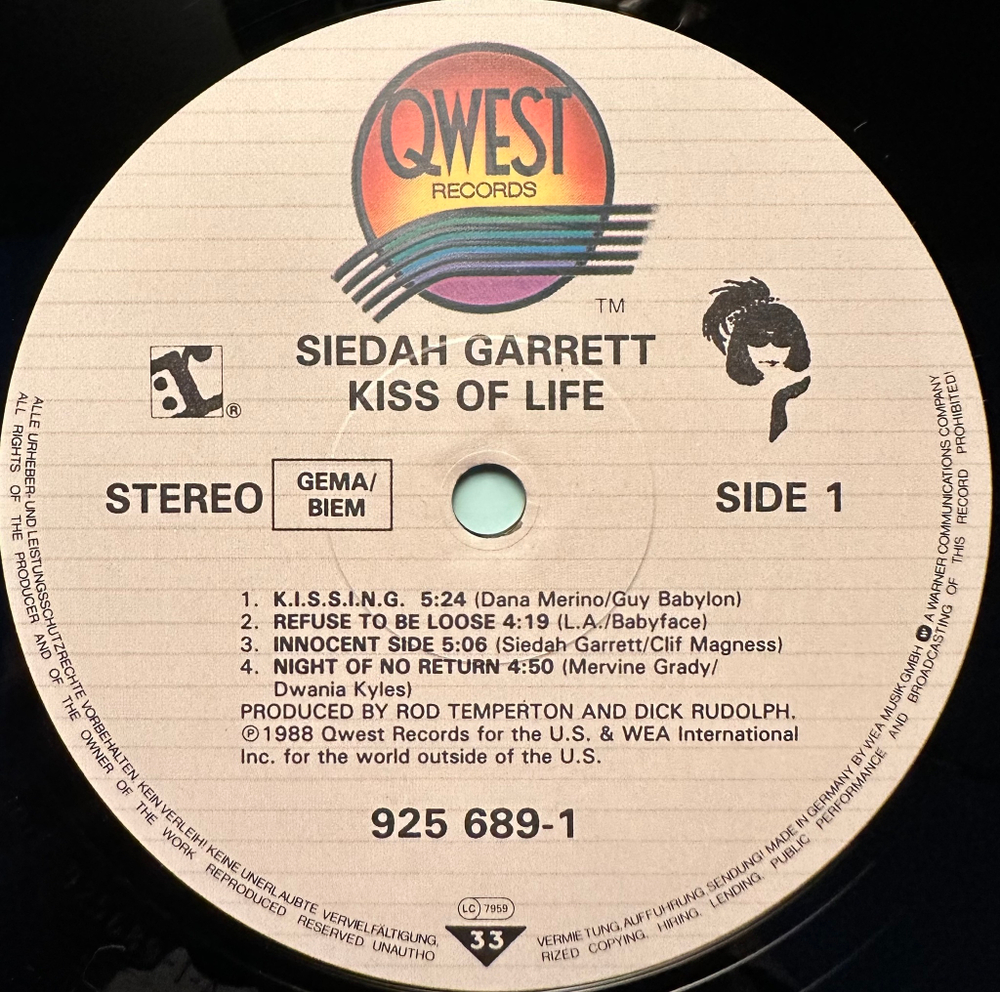 QWEST
RECORDS
TM
SIEDAH GARRETT
KISS OF LIFE
r
®
STEREO
GEMA/
BIEM
SIDE 1
1. K.I.S.S.I.N.G. 5:24 (Dana Merino/Guy Babylon)
2. REFUSE TO BE LOOSE 4:19 (L.A./Babyface)
3. INNOCENT SIDE 5:06 (Siedah Garrett/Clif Magness)
4. NIGHT OF NO RETURN 4:50 (Mervine Grady/
Dwania Kyles)
PRODUCED BY ROD TEMPERTON AND DICK RUDOLPH.
℗1988 Qwest Records for the U.S. & WEA International
Inc. for the world outside of the U.S.
925 689-1
LC 7959
33
ALLE URHEBER- UND LEISTUNGSSCHUTZRECHTE VORBEHALTEN. KEIN VERLEIH! KEINE UNERLAUBTE VERVIELFÄLTIGUNG,
VERMIETUNG, AUFFÜHRUNG, SENDUNG! MADE IN GERMANY BY WEA MUSIK GMBH W A WARNER COMMUNICATIONS COMPANY
ALL RIGHTS OF THE PRODUCER AND OF THE OWNER OF THE WORK REPRODUCED RESERVED UNAUTHO
RIZED COPYING, HIRING, LENDING, PUBLIC PERFORMANCE AND BROADCASTING OF THIS RECORD PROHIBITED!